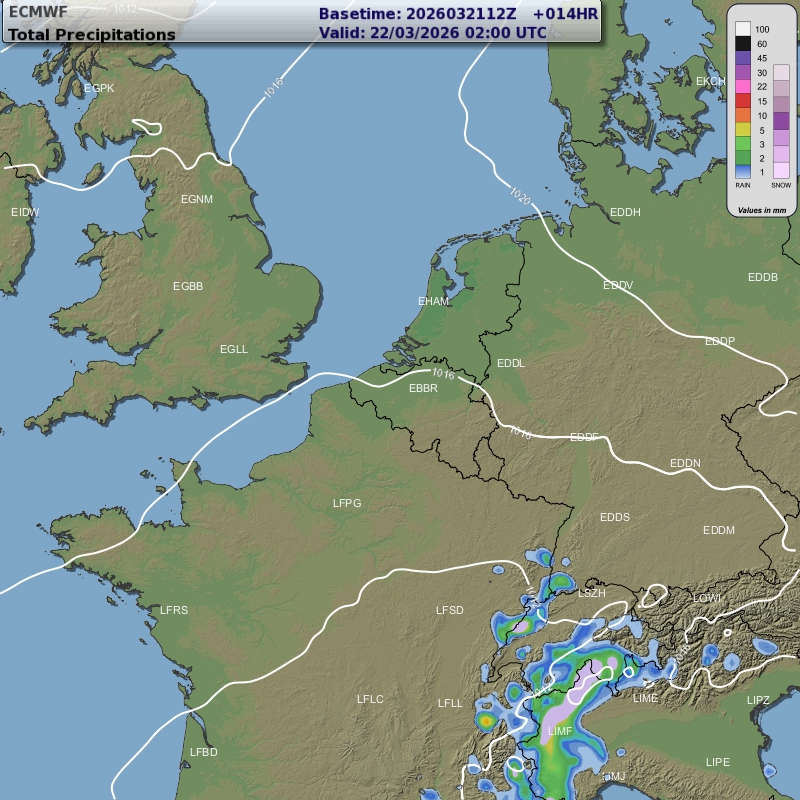 ECMWF
Basetime: 2026032112Z +014HR
Total Precipitations
Valid: 22/03/2026 02:00 UTC
1012
EGPK
1016
EKCH
100
60
45
30
22
15
10
5
3
2
1
RAIN
SNOW
Values in mm
1020
EIDW
EGNM
EDDH
EGBB
EHAM
EDDV
EDDB
EGLL
EDDL
EDDP
1016
EBBR
1016
EDDF
EDDN
LFPG
EDDS
EDDM
LSZH
LOWI
LFRS
LFSD
LFLC
LFLL
LIME
LIPZ
LIMF
LFBD
LIPE
LIMJ